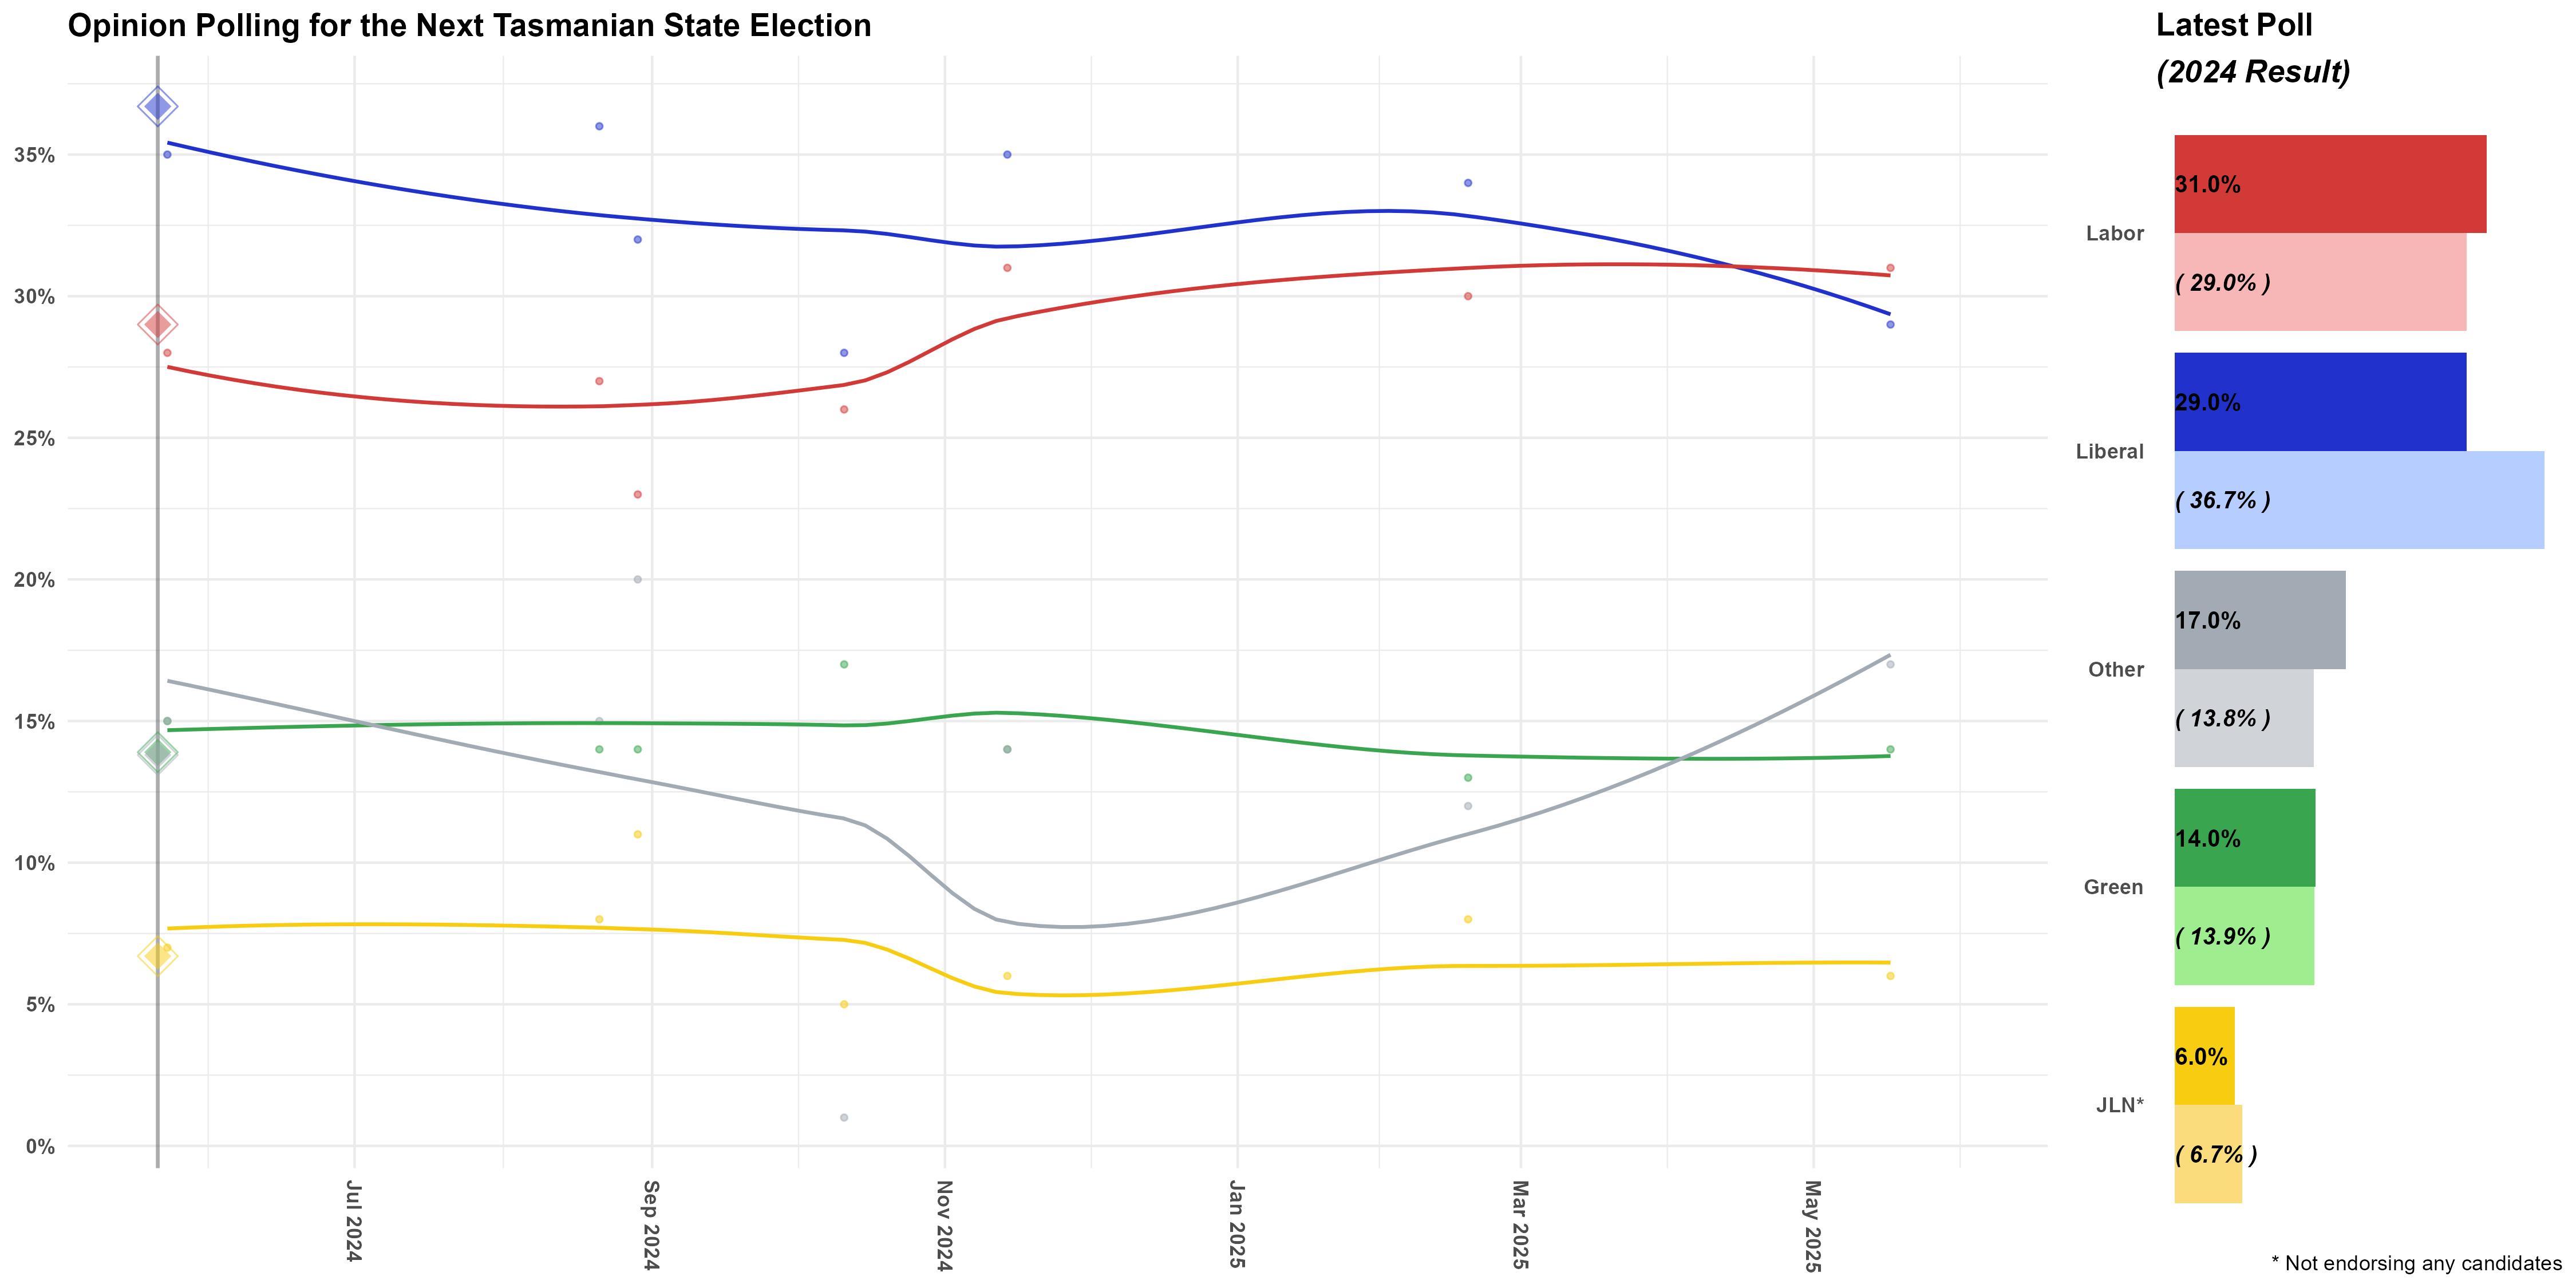 Opinion Polling for the Next Tasmanian State Election
35%
30%
25%
20%
15%
10%
5%
0%
Jul 2024
Sep 2024
Nov 2024
Jan 2025
Mar 2025
May 2025
Latest Poll
(2024 Result)
Labor
31.0%
( 29.0% )
Liberal
29.0%
( 36.7% )
Other
17.0%
( 13.8% )
Green
14.0%
( 13.9% )
JLN*
6.0%
( 6.7% )
* Not endorsing any candidates